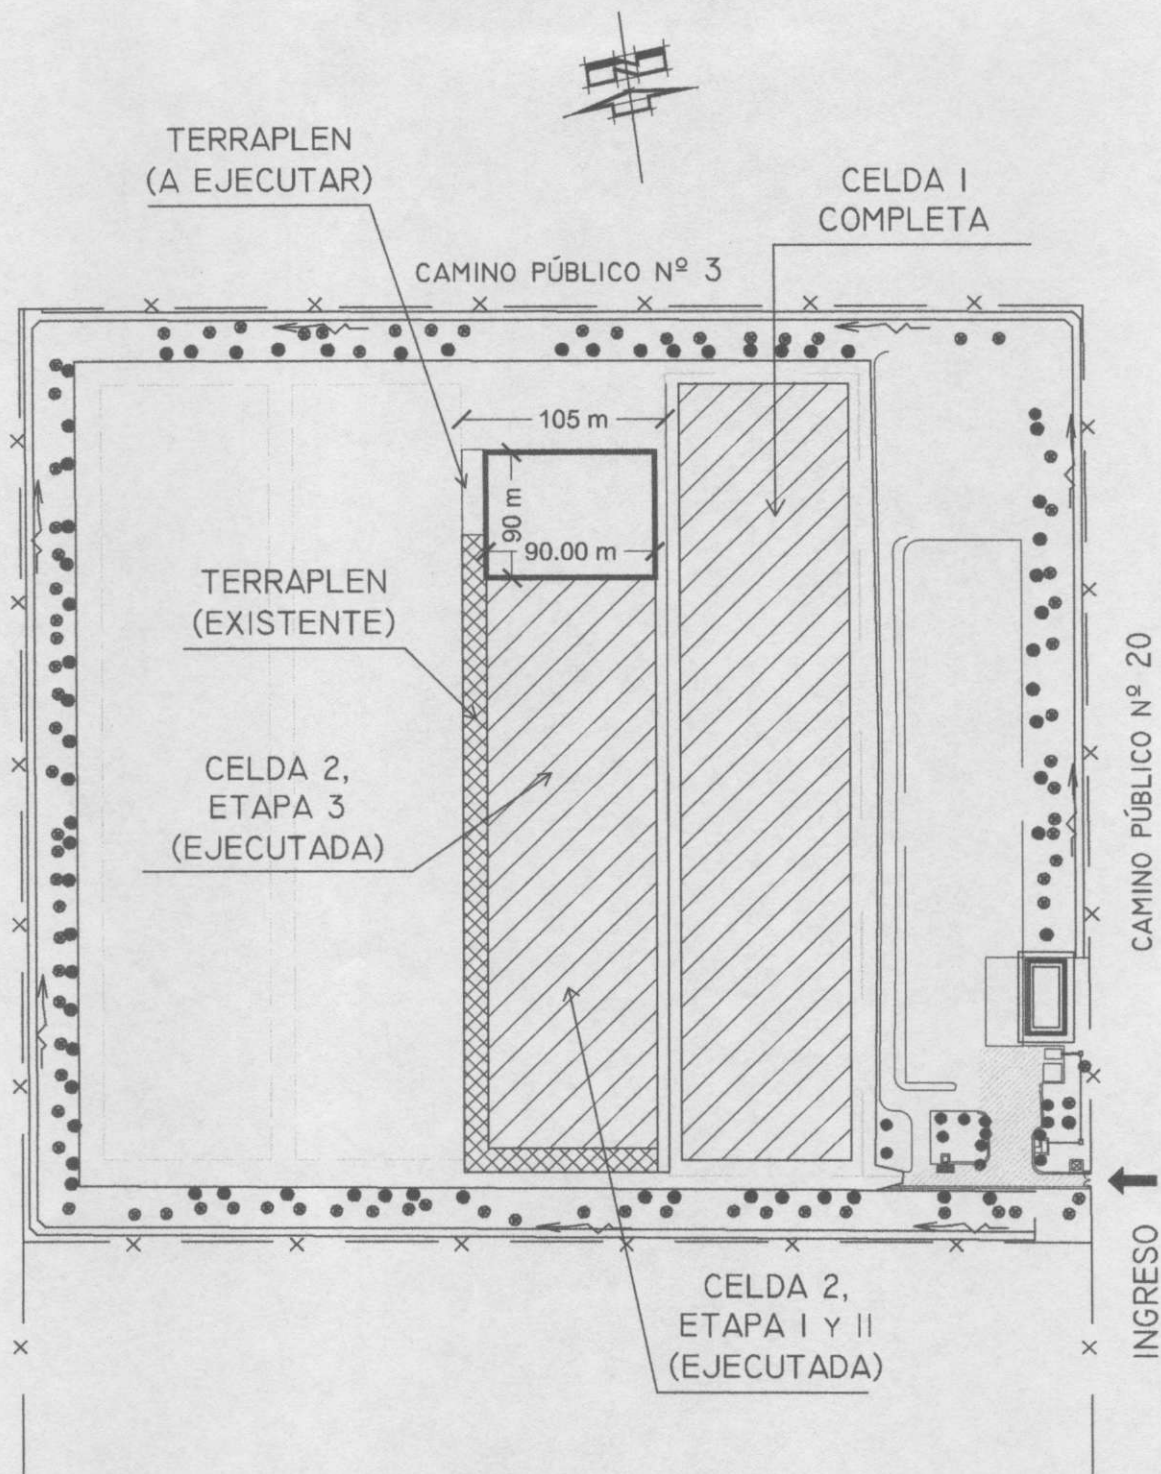 N
TERRAPLEN
(A EJECUTAR)
CELDA I
COMPLETA
CAMINO PÚBLICO Nº 3
105 m
90 m
90.00 m
TERRAPLEN
(EXISTENTE)
CELDA 2,
ETAPA 3
(EJECUTADA)
CAMINO PÚBLICO Nº 20
INGRESO
CELDA 2,
ETAPA I Y II
(EJECUTADA)